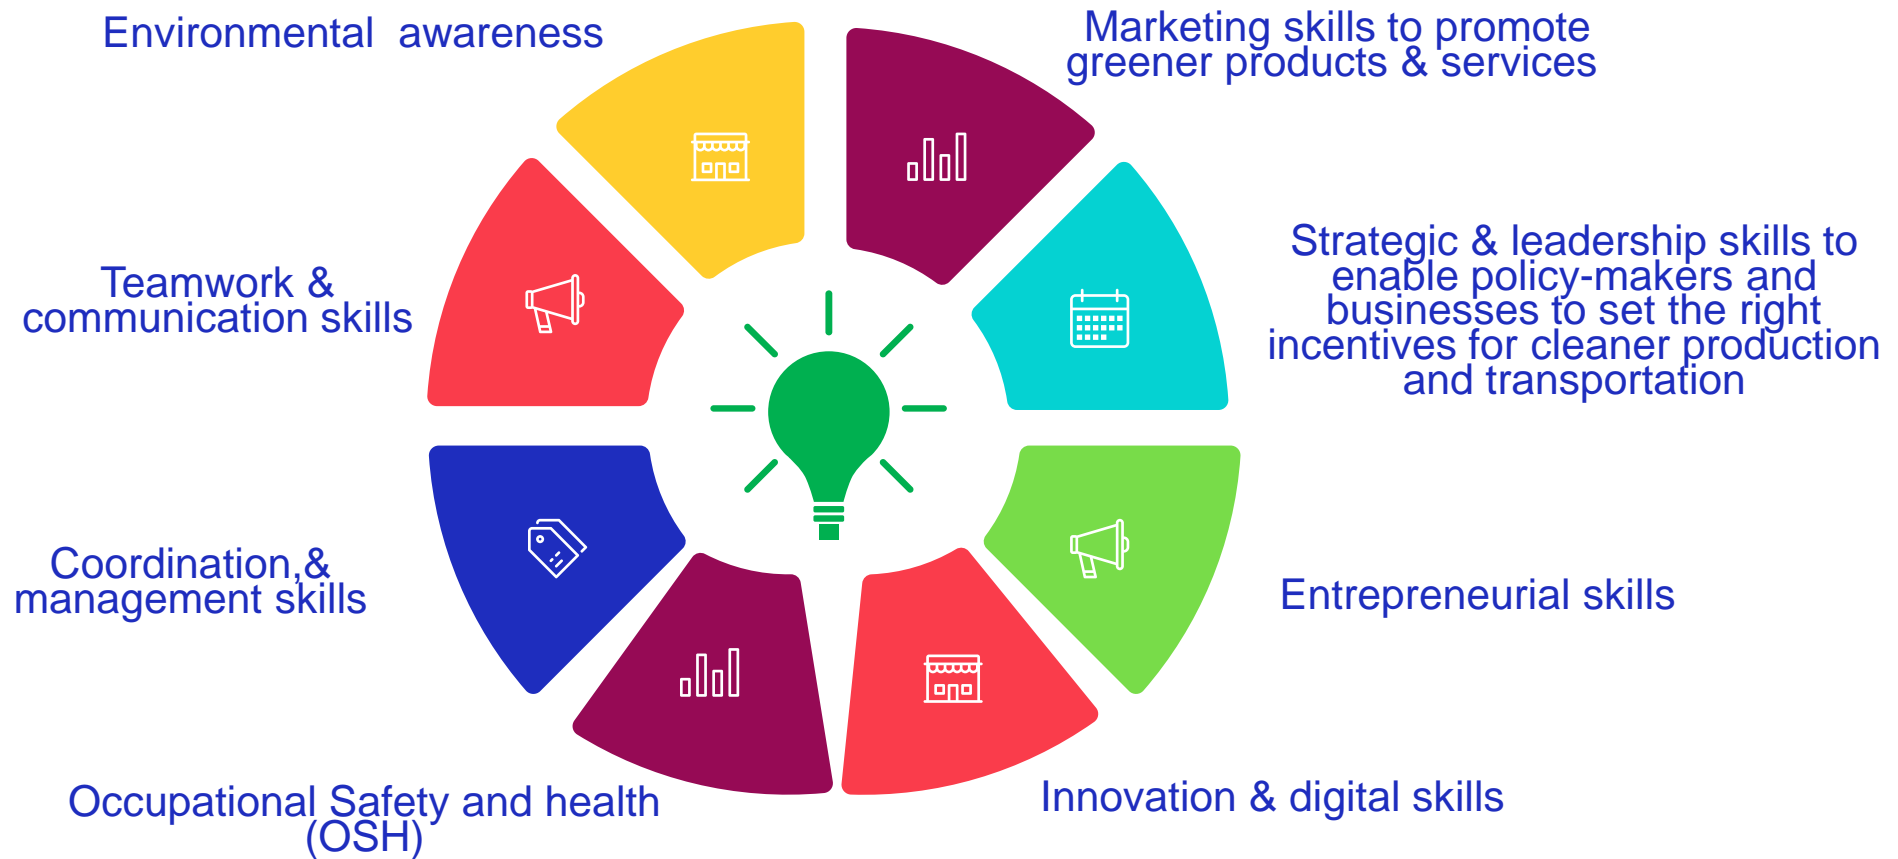 Environmental  awareness
Marketing skills to promote
greener products & services
Teamwork &
communication skills
Strategic & leadership skills to
enable policy-makers and
businesses to set the right
incentives for cleaner production
and transportation
Coordination,&
management skills
Entrepreneurial skills
Occupational Safety and health
(OSH)
Innovation & digital skills